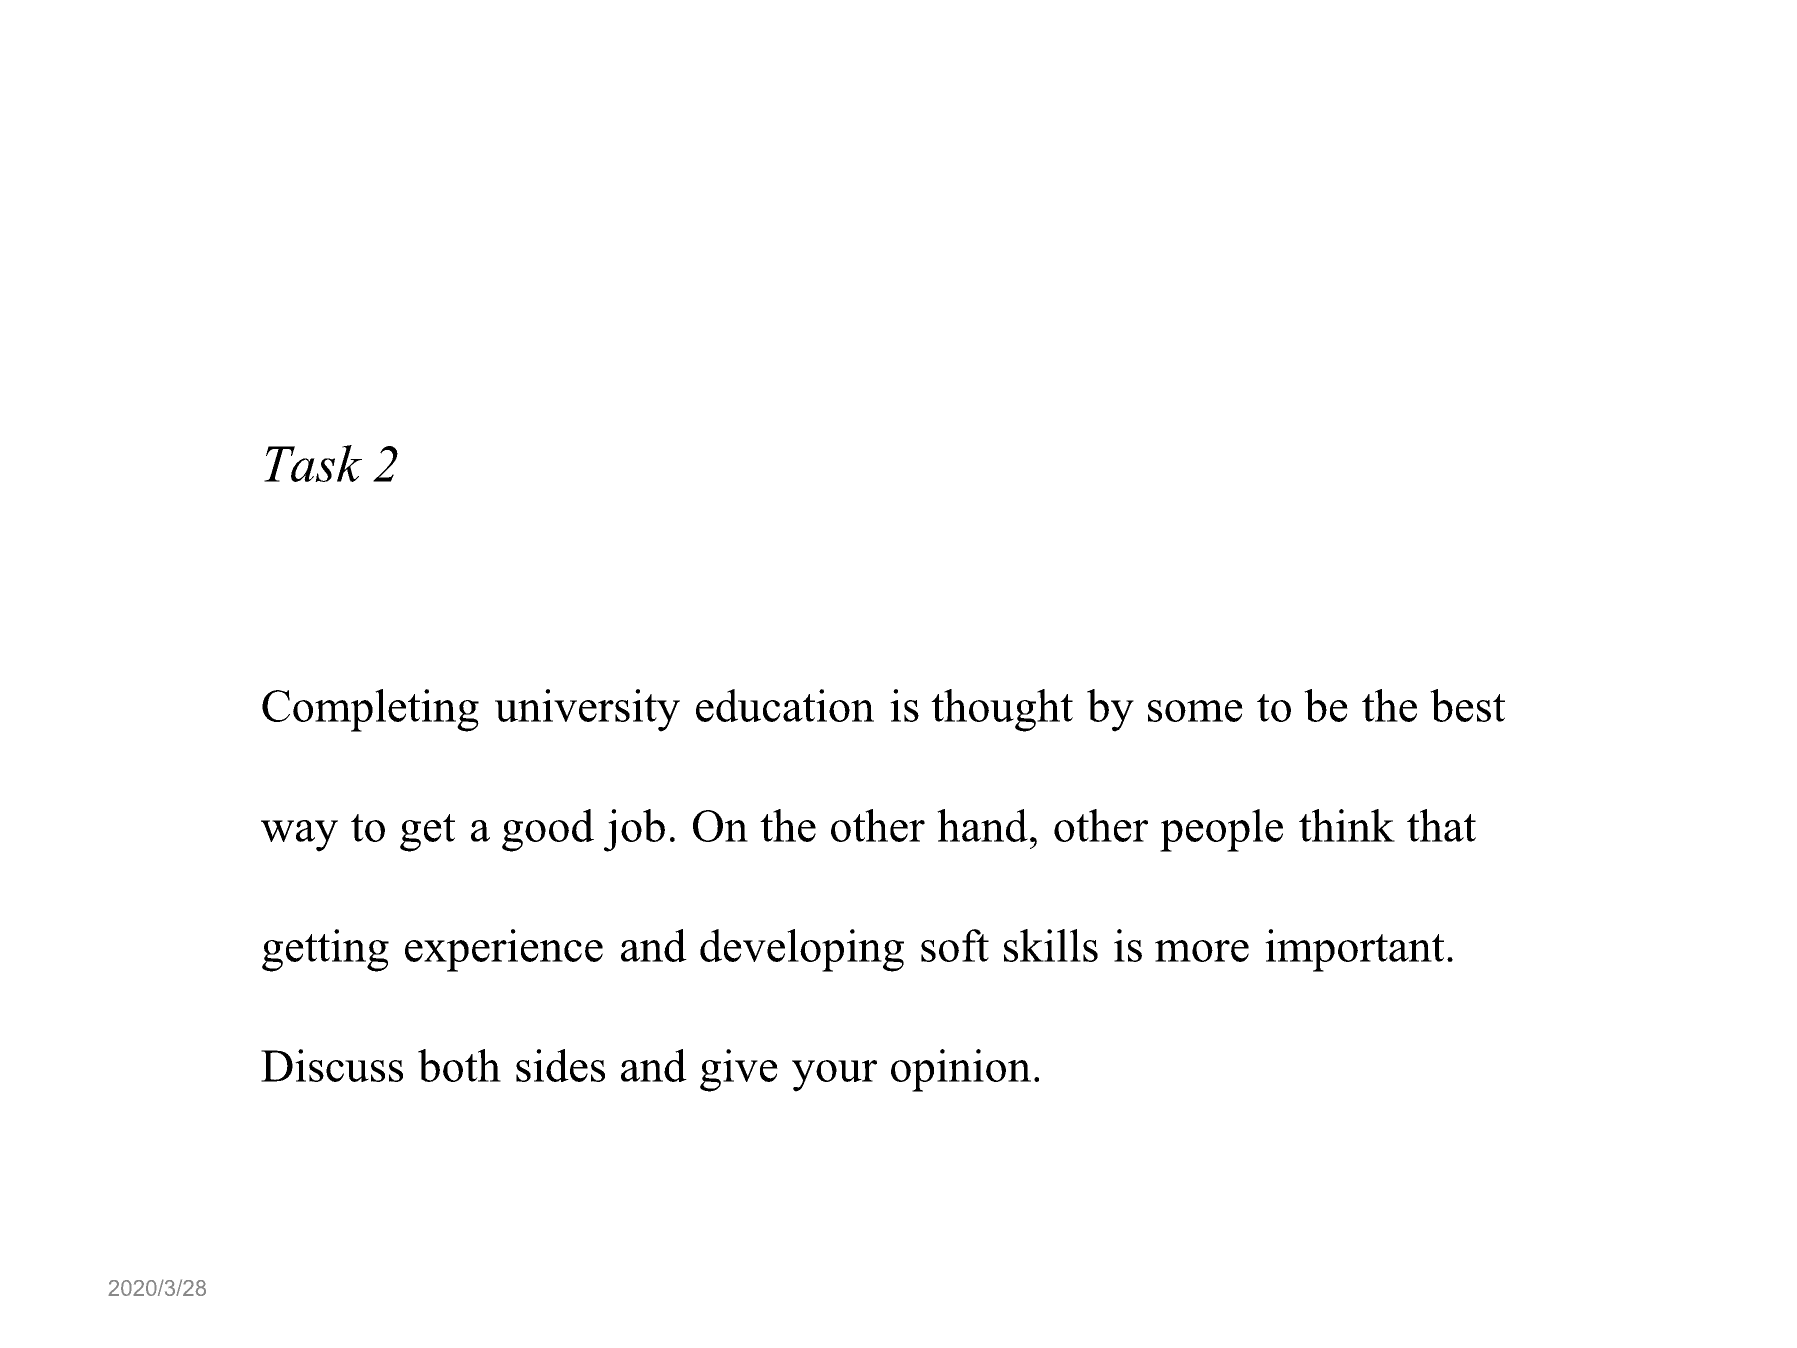 Task 2
Completing university education is thought by some to be the best
way to get a good job. On the other hand, other people think that
getting experience and developing soft skills is more important.
Discuss both sides and give your opinion.
2020/3/28